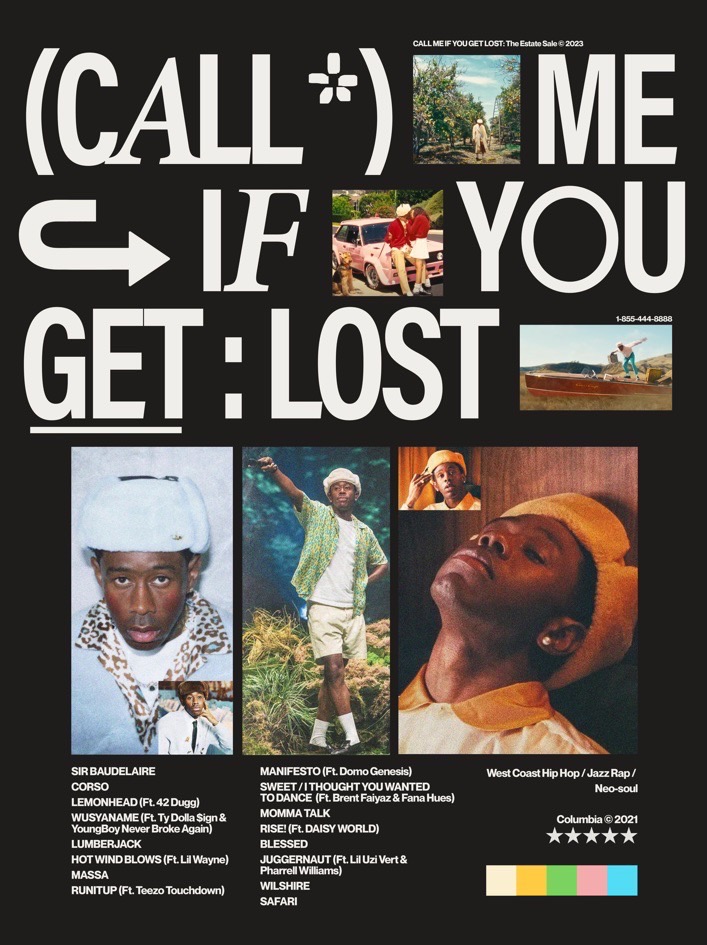 CALL ME IF YOU GET LOST: The Estate Sale © 2023
(CALL*) ME
IF YOU
1-855-444-8888
GET : LOST
SIR BAUDELAIRE
CORSO
LEMONHEAD (Ft. 42 Dugg)
WUSYANAME (Ft. Ty Dolla $ign &
YoungBoy Never Broke Again)
LUMBERJACK
HOT WIND BLOWS (Ft. Lil Wayne)
MASSA
RUNITUP (Ft. Teezo Touchdown)
MANIFESTO (Ft. Domo Genesis)
SWEET / I THOUGHT YOU WANTED
TO DANCE (Ft. Brent Faiyaz & Fana Hues)
MOMMA TALK
RISE! (Ft. DAISY WORLD)
BLESSED
JUGGERNAUT (Ft. Lil Uzi Vert &
Pharrell Williams)
WILSHIRE
SAFARI
West Coast Hip Hop / Jazz Rap /
Neo-soul
Columbia © 2021
★★★★★